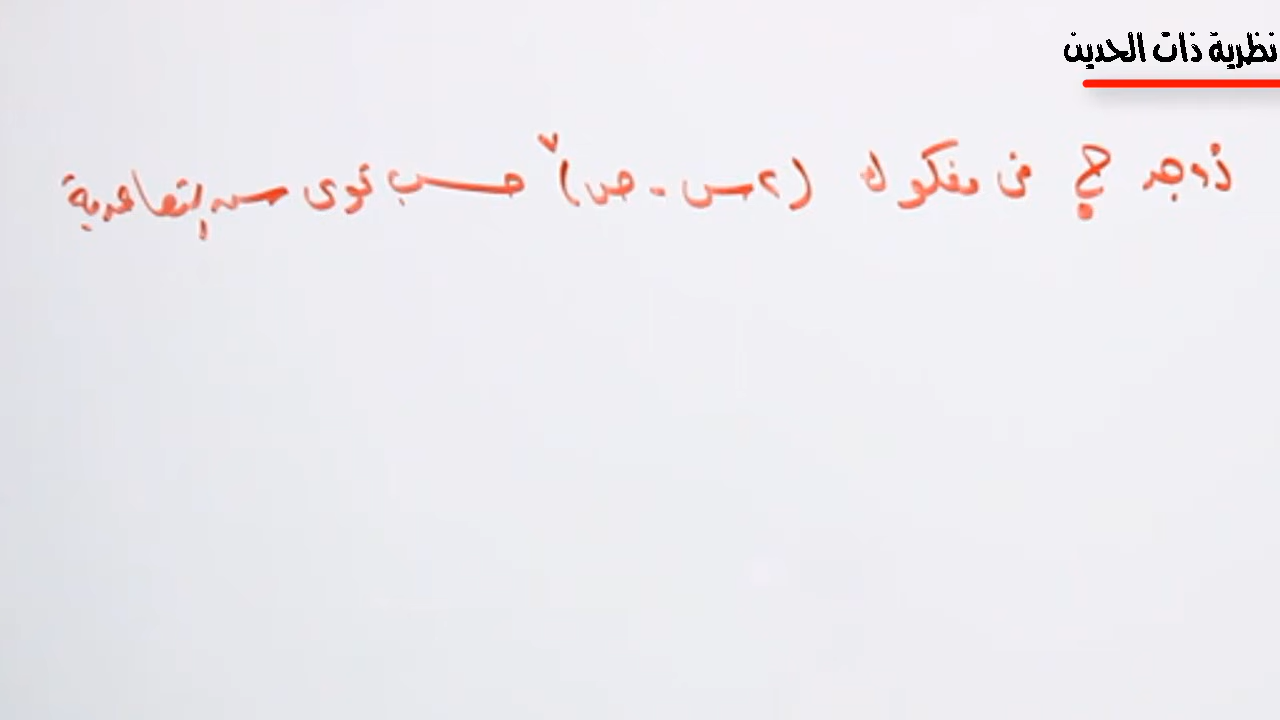 نظرية ذات الحدين
أوجد ح٤ في مفكوك (٢س - ص)٧ حسب قوى س التصاعدية